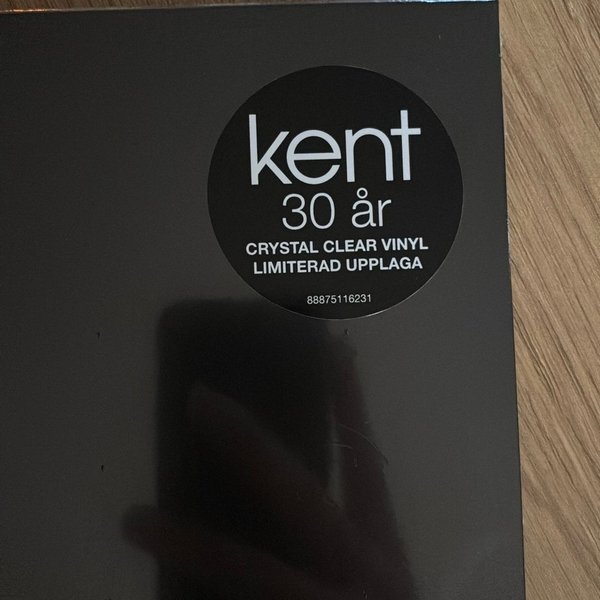 kent
30 år
CRYSTAL CLEAR VINYL
LIMITERAD UPPLAGA
88875116231